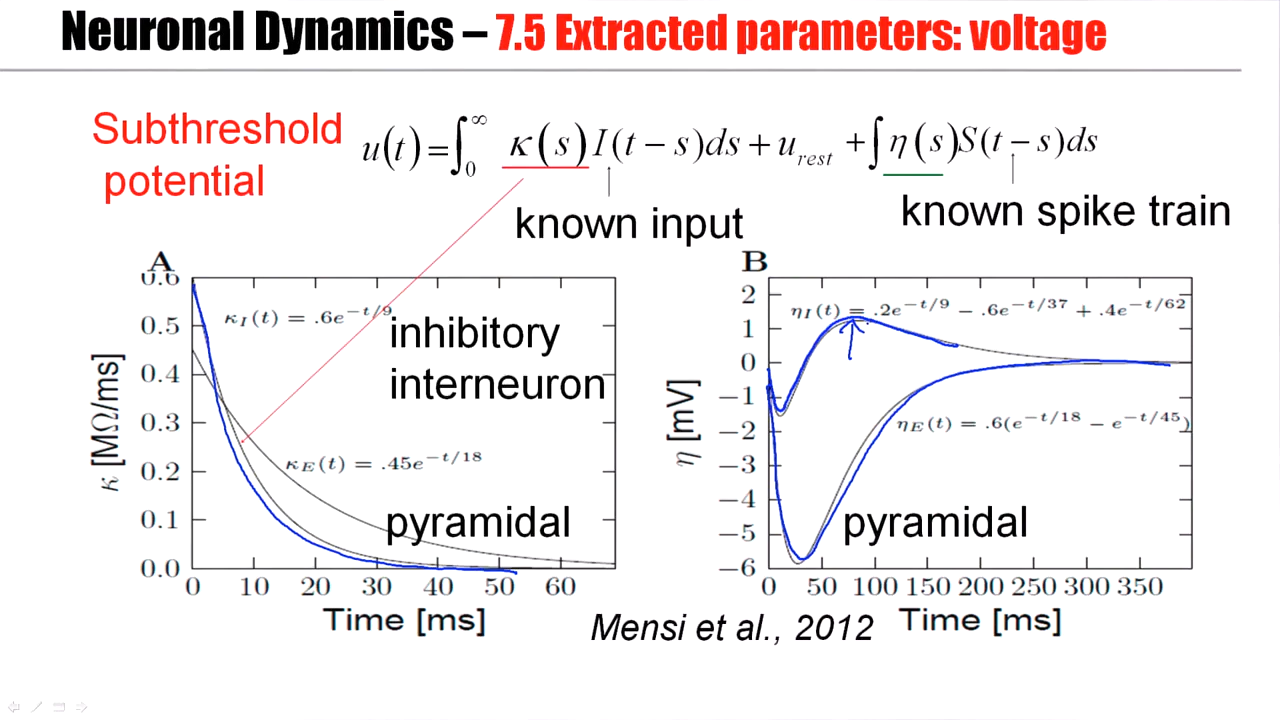 Neuronal Dynamics – 7.5 Extracted parameters: voltage
Subthreshold
potential
u(t)=∫₀^∞ κ(s)I(t − s)ds + u_rest + ∫η(s)S(t − s)ds
known input
known spike train
A
B
κ_I(t) = .6e^{−t/9}
inhibitory
interneuron
κ_E(t) = .45e^{−t/18}
pyramidal
κ [MΩ/ms]
0.6
0.5
0.4
0.3
0.2
0.1
0.0
0 10 20 30 40 50 60
Time [ms]
η_I(t) = .2e^{−t/9} − .6e^{−t/37} + .4e^{−t/62}
η_E(t) = .6(e^{−t/18} − e^{−t/45})
pyramidal
η [mV]
2
1
0
−1
−2
−3
−4
−5
−6
0 50 100 150 200 250 300 350
Time [ms]
Mensi et al., 2012